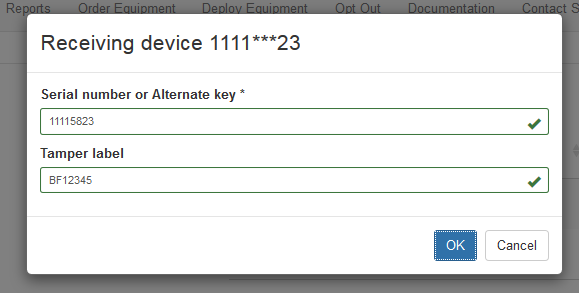 Reports Order Equipment Deploy Equipment Opt Out Documentation Contact S
Receiving device 1111***23
Serial number or Alternate key *
11115823
Tamper label
BF12345
OK Cancel